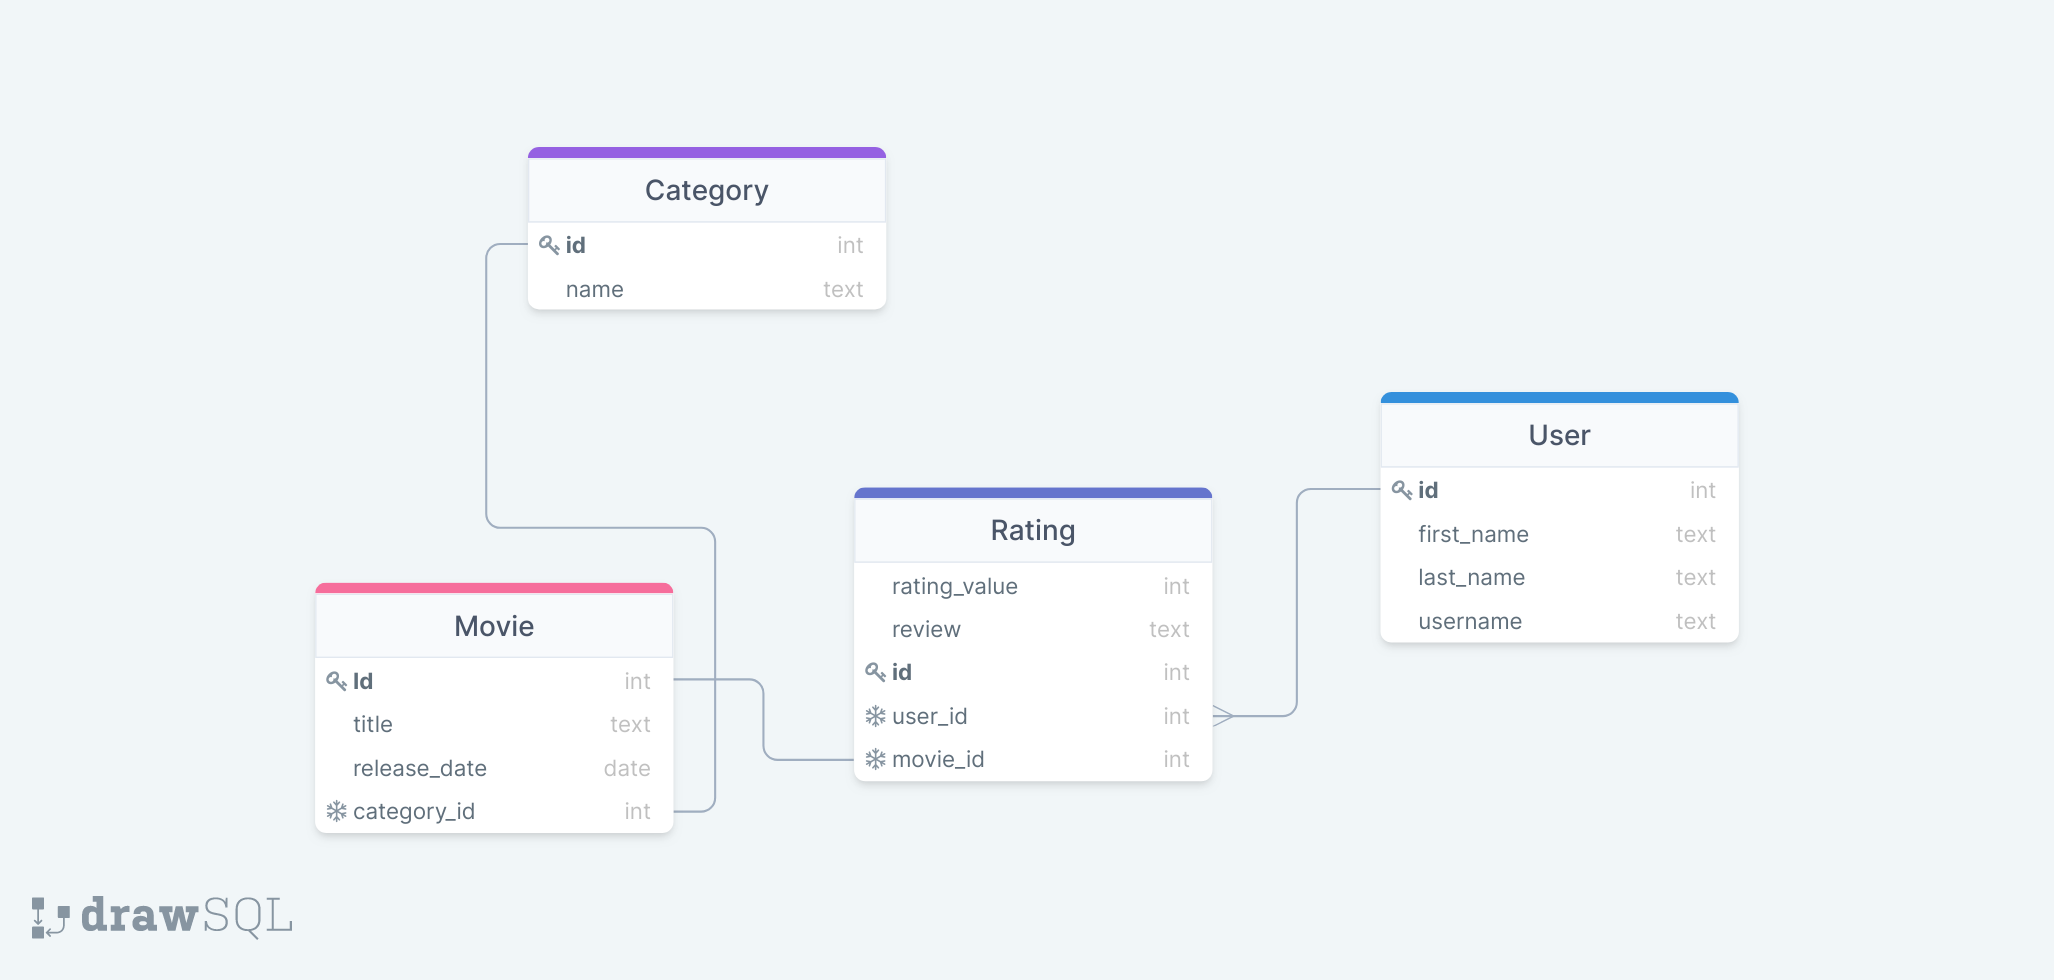 Category
id int
name text
User
id int
first_name text
last_name text
username text
Rating
rating_value int
review text
id int
user_id int
movie_id int
Movie
Id int
title text
release_date date
category_id int
drawSQL